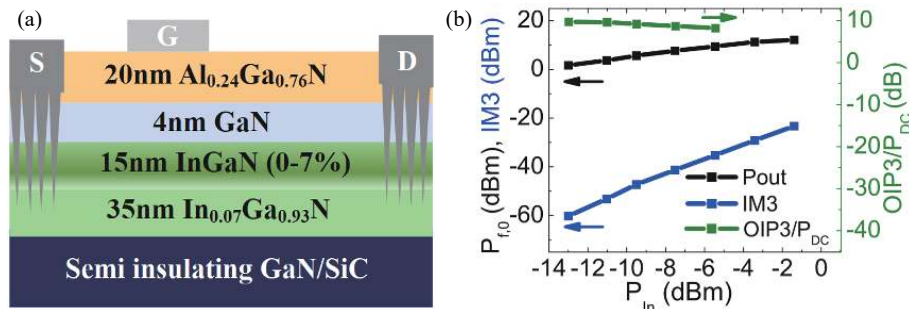 (a)
G
S
D
20nm Al0.24Ga0.76N
4nm GaN
15nm InGaN (0-7%)
35nm In0.07Ga0.93N
Semi insulating GaN/SiC
(b)
Pf,0 (dBm), IM3 (dBm)
20
0
-20
-40
-60
20
10
0
-10
-20
-30
-40
OIP3/PDC (dB)
Pout
IM3
OIP3/PDC
-14 -12 -10 -8 -6 -4 -2 0
PIn (dBm)